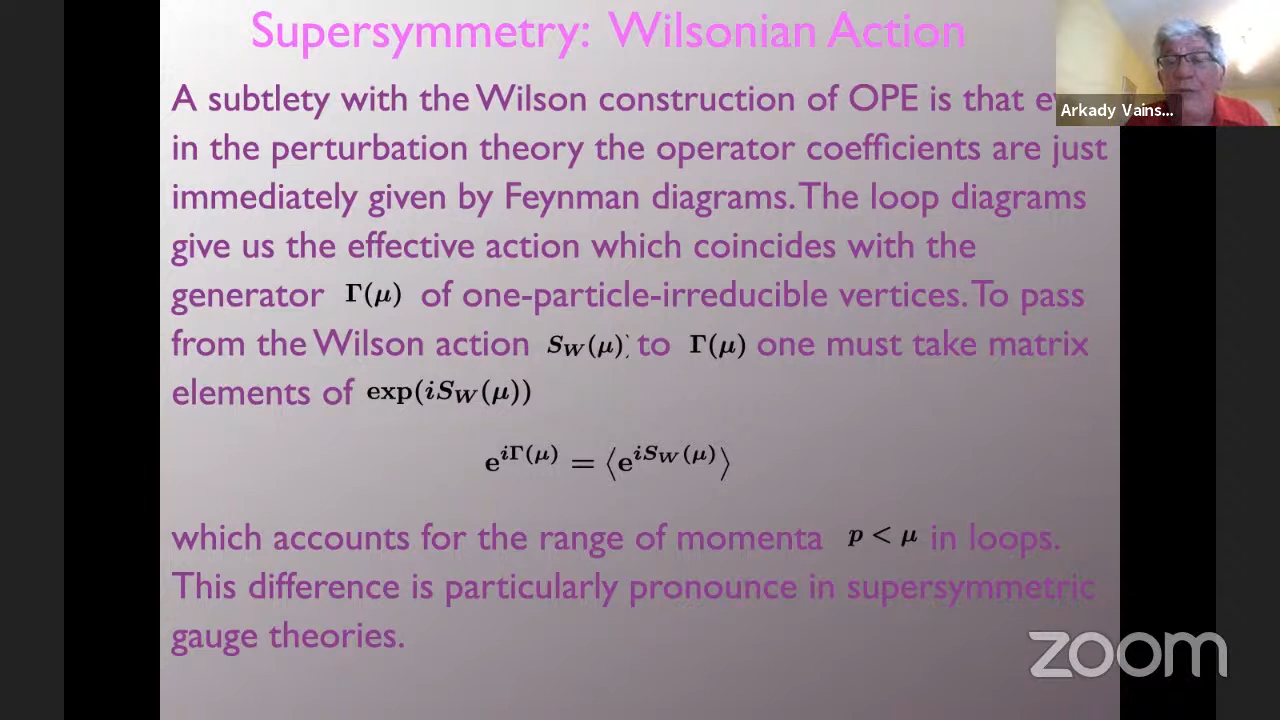 Supersymmetry: Wilsonian Action
A subtlety with the Wilson construction of OPE is that
in the perturbation theory the operator coefficients are just
immediately given by Feynman diagrams. The loop diagrams
give us the effective action which coincides with the
generator Γ(μ) of one-particle-irreducible vertices. To pass
from the Wilson action S_W(μ) to Γ(μ) one must take matrix
elements of exp(iS_W(μ))
e^{iΓ(μ)} = ⟨e^{iS_W(μ)}⟩
which accounts for the range of momenta p < μ in loops.
This difference is particularly pronounce in supersymmetric
gauge theories.
Arkady Vains...
zoom